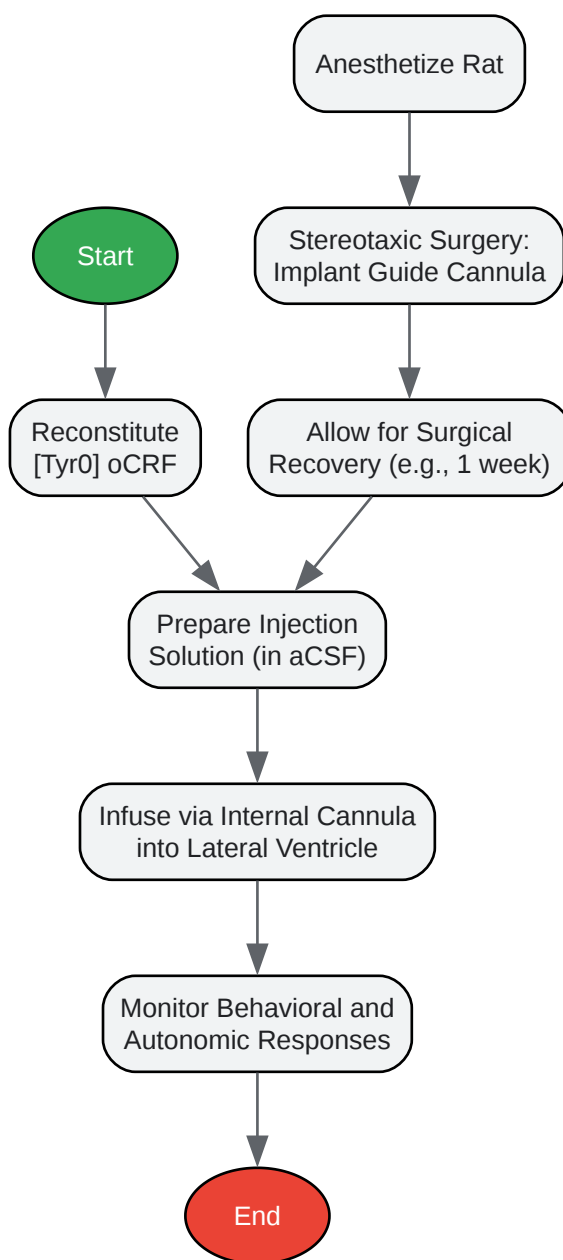 Anesthetize Rat
Start
Stereotaxic Surgery:
Implant Guide Cannula
Reconstitute
[Tyr0] oCRF
Allow for Surgical
Recovery (e.g., 1 week)
Prepare Injection
Solution (in aCSF)
Infuse via Internal Cannula
into Lateral Ventricle
Monitor Behavioral and
Autonomic Responses
End